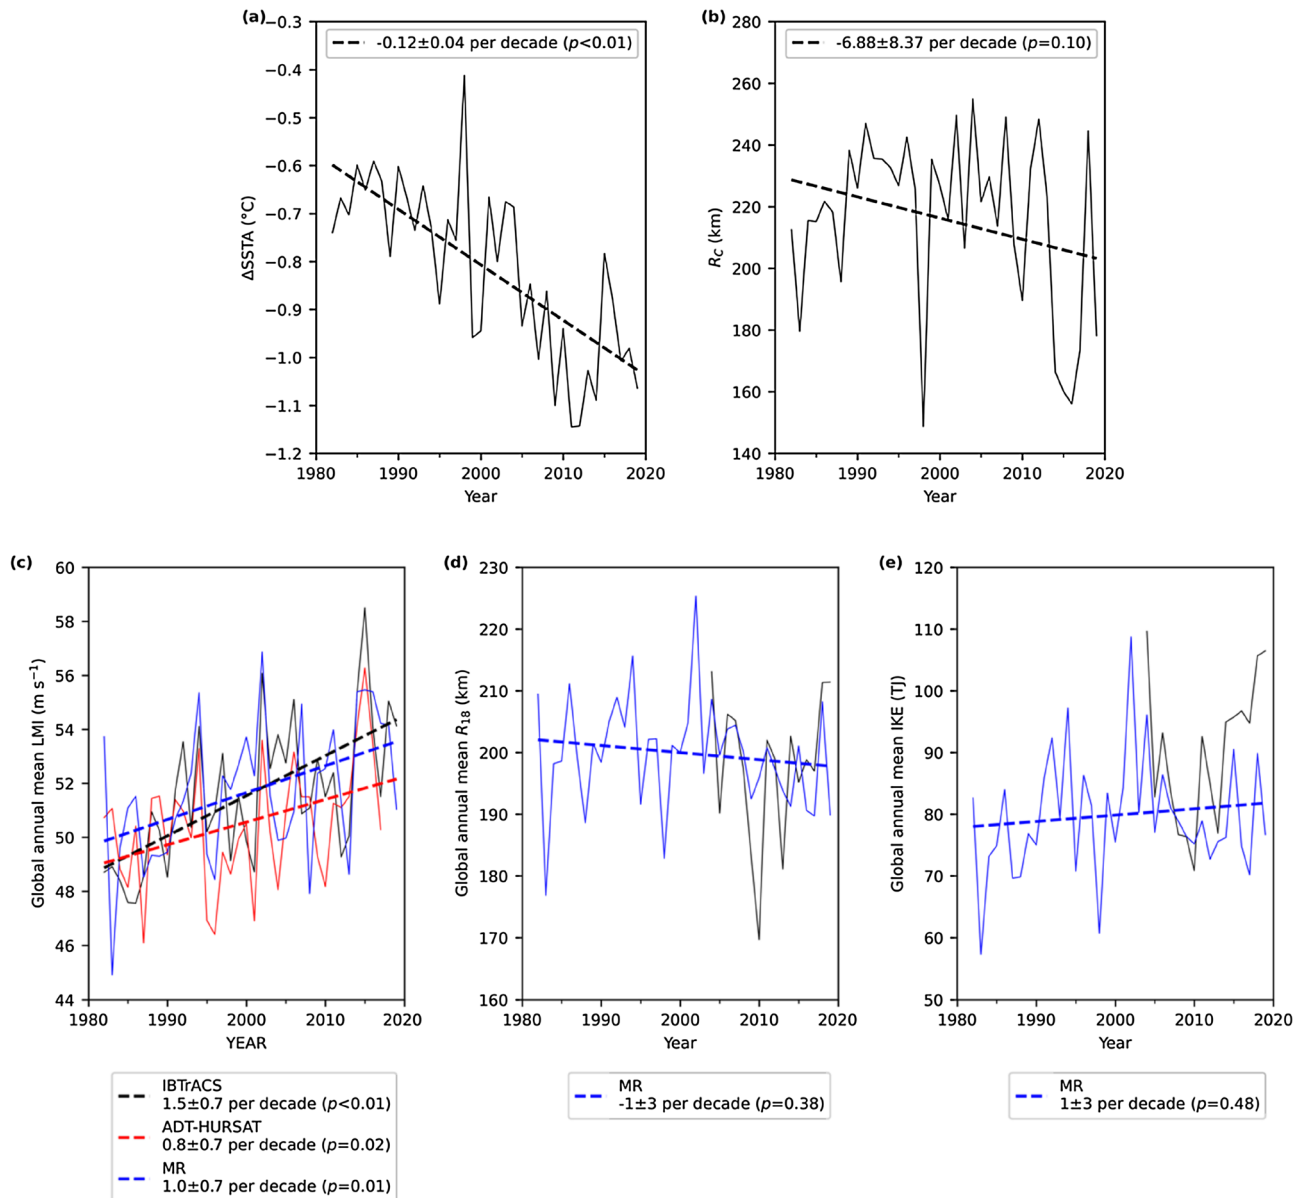 (a)
-0.12±0.04 per decade (p<0.01)
−0.3
−0.4
−0.5
−0.6
−0.7
−0.8
−0.9
−1.0
−1.1
−1.2
ΔSSTA (°C)
1980 1990 2000 2010 2020
Year
(b)
-6.88±8.37 per decade (p=0.10)
280
260
240
220
200
180
160
140
RC (km)
1980 1990 2000 2010 2020
Year
(c)
60
58
56
54
52
50
48
46
44
Global annual mean LMI (m s−1)
1980 1990 2000 2010 2020
YEAR
IBTrACS
1.5±0.7 per decade (p<0.01)
ADT-HURSAT
0.8±0.7 per decade (p=0.02)
MR
1.0±0.7 per decade (p=0.01)
(d)
230
220
210
200
190
180
170
160
Global annual mean R18 (km)
1980 1990 2000 2010 2020
Year
MR
-1±3 per decade (p=0.38)
(e)
120
110
100
90
80
70
60
50
Global annual mean IKE (TJ)
1980 1990 2000 2010 2020
Year
MR
1±3 per decade (p=0.48)